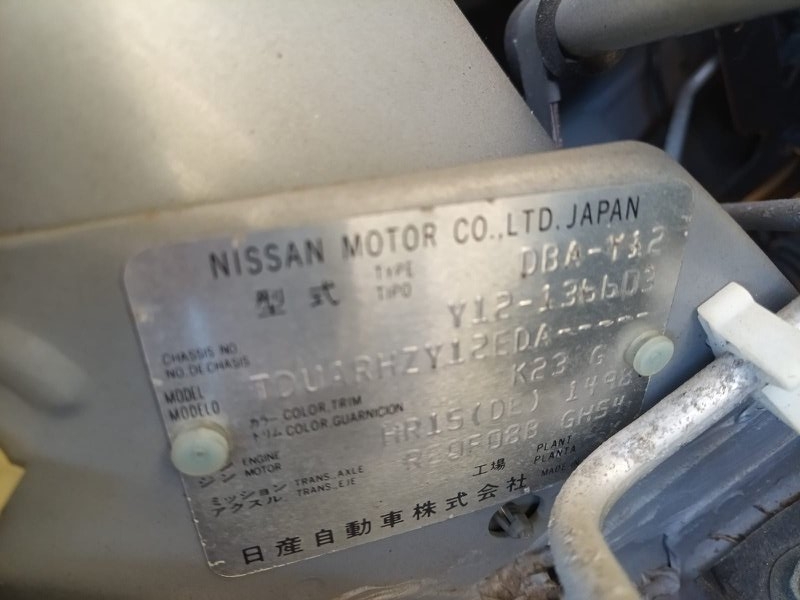 NISSAN MOTOR CO., LTD. JAPAN
型式 TYPE TIPO DBA-Y12
CHASSIS NO. NO. DE CHASIS Y12-136603
MODEL MODELO TDUARHZY12EDA-----
カラー COLOR, TRIM トリム COLOR, GUARNICION K23 G
ENGINE MOTOR HR15(DE) 1498
ミッション TRANS., AXLE アクスル TRANS., EJE GH54
工場 PLANT PLANTA
日産自動車株式会社 MADE